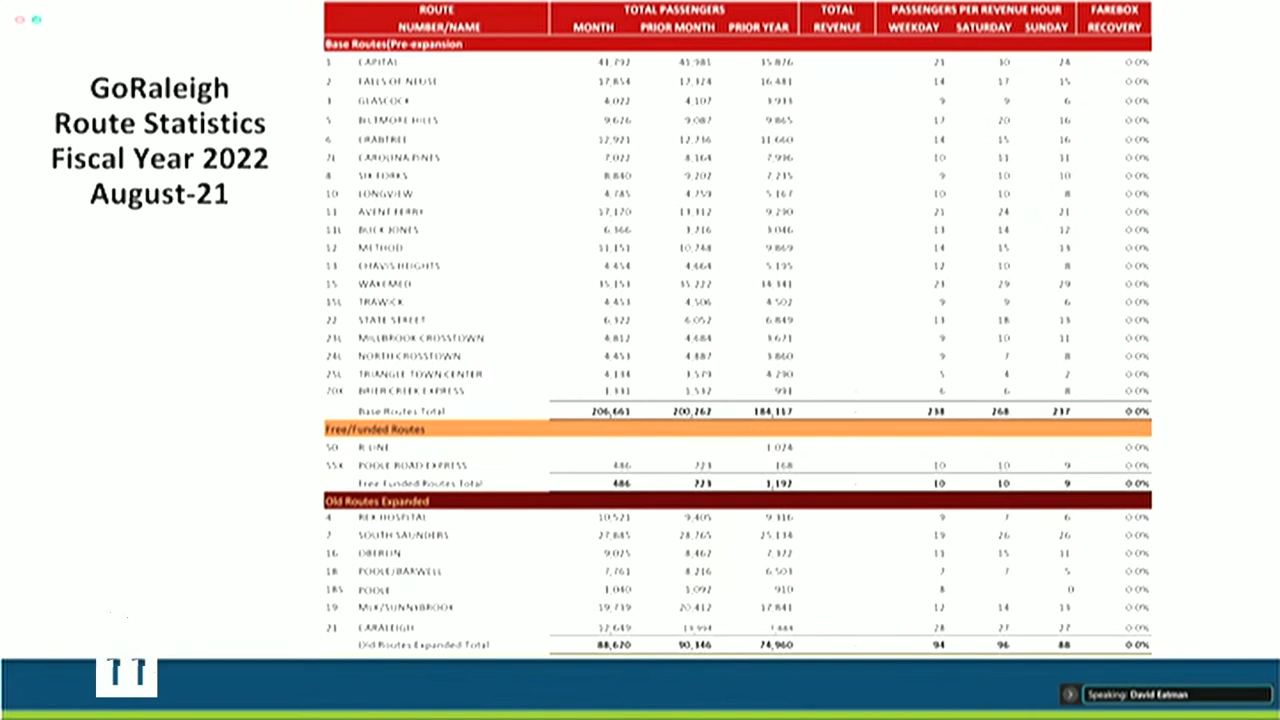 GoRaleigh
Route Statistics
Fiscal Year 2022
August-21
ROUTE TOTAL PASSENGERS TOTAL PASSENGERS PER REVENUE HOUR FAREBOX
NUMBER/NAME MONTH PRIOR MONTH PRIOR YEAR REVENUE WEEKDAY SATURDAY SUNDAY RECOVERY
Base Routes(Pre-expansion
1 CAPITAL 41,792 41,981 35,876 23 30 24 0.0%
2 FALLS OF NEUSE 17,854 17,324 16,481 14 17 15 0.0%
3 GLASCOCK 4,022 4,107 3,933 9 9 6 0.0%
5 BILTMORE HILLS 9,626 9,087 9,865 17 20 16 0.0%
6 CRABTREE 12,921 12,736 11,660 14 15 16 0.0%
7L CAROLINA PINES 7,022 8,164 7,996 10 13 11 0.0%
8 SIX FORKS 8,840 9,202 7,235 9 10 10 0.0%
10 LONGVIEW 4,785 4,759 5,167 10 10 8 0.0%
11 AVENT FERRY 17,170 13,312 9,290 21 24 21 0.0%
11L BUCK JONES 6,366 3,716 3,046 13 14 12 0.0%
12 METHOD 11,151 10,748 9,869 14 15 13 0.0%
13 CHAVIS HEIGHTS 4,454 4,664 5,195 12 10 8 0.0%
15 WAKEMED 35,153 35,222 34,341 23 29 29 0.0%
15L TRAWICK 4,453 4,506 4,502 9 9 6 0.0%
22 STATE STREET 6,322 6,052 6,849 13 18 13 0.0%
23L MILLBROOK CROSSTOWN 4,812 4,684 3,671 9 10 11 0.0%
24L NORTH CROSSTOWN 4,453 4,887 3,860 9 7 8 0.0%
25L TRIANGLE TOWN CENTER 4,134 3,579 4,290 5 4 2 0.0%
70X BRIER CREEK EXPRESS 1,331 1,532 991 6 6 8 0.0%
Base Routes Total 206,661 200,262 184,117 - 238 268 237 0.0%
Free/Funded Routes
50 R LINE 1,024 0.0%
55X POOLE ROAD EXPRESS 486 723 168 10 10 9 0.0%
Free Funded Routes Total 486 723 1,192 - 10 10 9 0.0%
Old Routes Expanded
4 REX HOSPITAL 10,521 9,405 9,316 9 7 6 0.0%
7 SOUTH SAUNDERS 27,885 28,765 25,134 19 26 26 0.0%
16 OBERLIN 9,025 8,462 7,372 13 15 11 0.0%
18 POOLE/BARWELL 7,761 8,216 6,503 7 7 5 0.0%
18S POOLE 1,040 1,092 910 8 0 0.0%
19 MLK/SUNNYBROOK 19,739 20,412 17,841 12 14 13 0.0%
21 CARALEIGH 12,649 28 27 27 0.0%
Old Routes Expanded Total 88,620 90,346 74,960 94 96 88 0.0%
11
Speaking: David Eatman